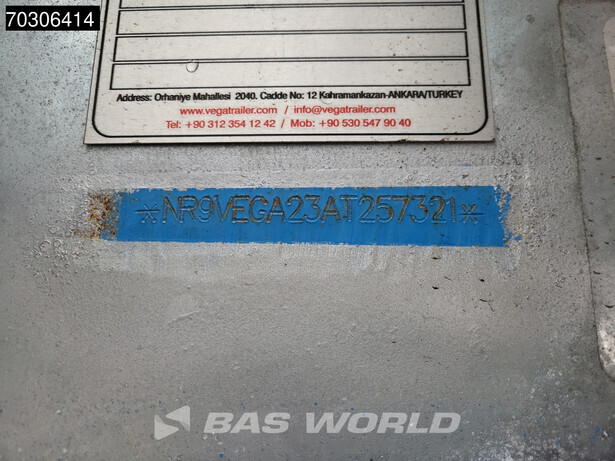 70306414
Address: Orhaniye Mahallesi 2040. Cadde No: 12 Kahramankazan-ANKARA/TURKEY
www.vegatrailer.com / info@vegatrailer.com
Tel: +90 312 354 12 42 / Mob: +90 530 547 90 40
*NR9VEGA23AT257321*
BAS WORLD